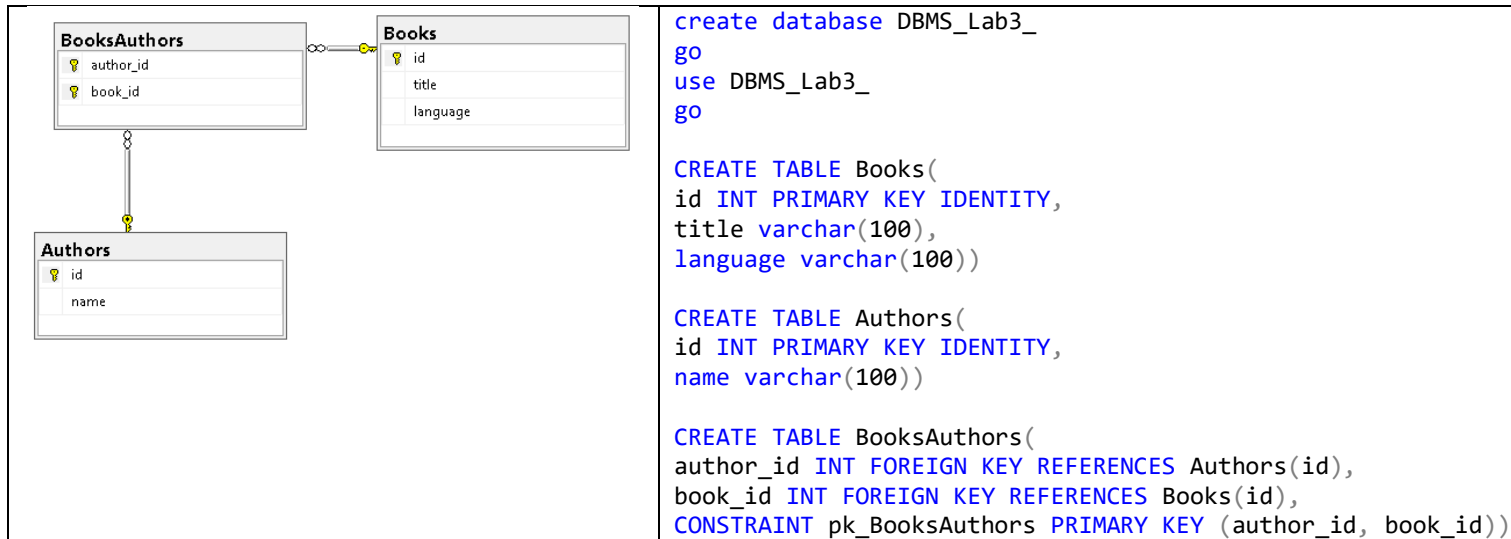 BooksAuthors
author_id
book_id
Books
id
title
language
Authors
id
name
create database DBMS_Lab3_
go
use DBMS_Lab3_
go
CREATE TABLE Books(
id INT PRIMARY KEY IDENTITY,
title varchar(100),
language varchar(100))
CREATE TABLE Authors(
id INT PRIMARY KEY IDENTITY,
name varchar(100))
CREATE TABLE BooksAuthors(
author_id INT FOREIGN KEY REFERENCES Authors(id),
book_id INT FOREIGN KEY REFERENCES Books(id),
CONSTRAINT pk_BooksAuthors PRIMARY KEY (author_id, book_id))